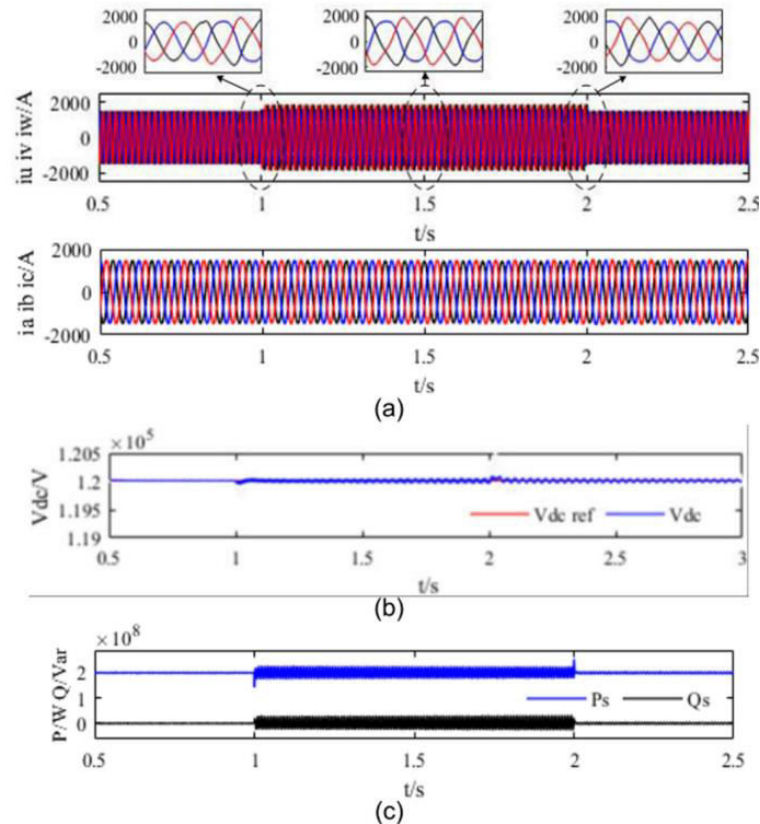 2000 2000 2000
0 0 0
-2000 -2000 -2000
iu iv iw/A
2000
0
-2000
0.5 1 1.5 2 2.5
t/s
ia ib ic/A
2000
0
-2000
0.5 1 1.5 2 2.5
t/s
(a)
×10⁵
Vdc/V
1.205
1.2
1.195
1.19
Vdc ref Vdc
0.5 1 1.5 2 2.5 3
t/s
(b)
×10⁸
P/W Q/Var
2
1
0
Ps Qs
0.5 1 1.5 2 2.5
t/s
(c)